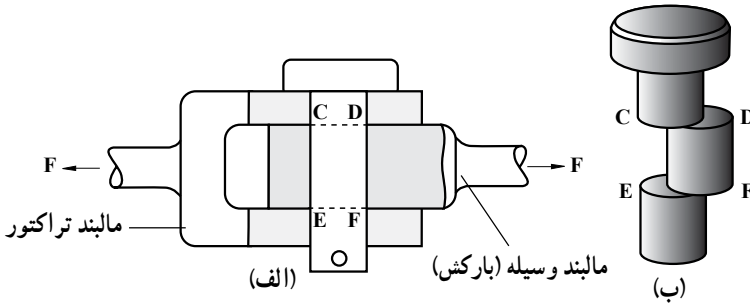 C D
C D
F F
E F
E F
مالبند تراکتور
مالبند وسیله (بارکش)
(الف)
(ب)